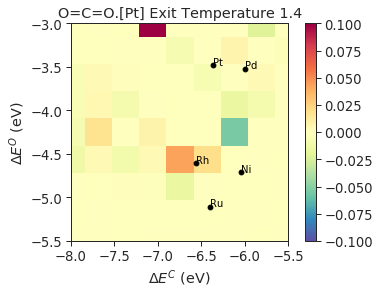 O=C=O.[Pt] Exit Temperature 1.4
−3.0
−3.5
−4.0
−4.5
−5.0
−5.5
ΔE^O (eV)
Pt
Pd
Rh
Ni
Ru
−8.0 −7.5 −7.0 −6.5 −6.0 −5.5
ΔE^C (eV)
0.100
0.075
0.050
0.025
0.000
−0.025
−0.050
−0.075
−0.100